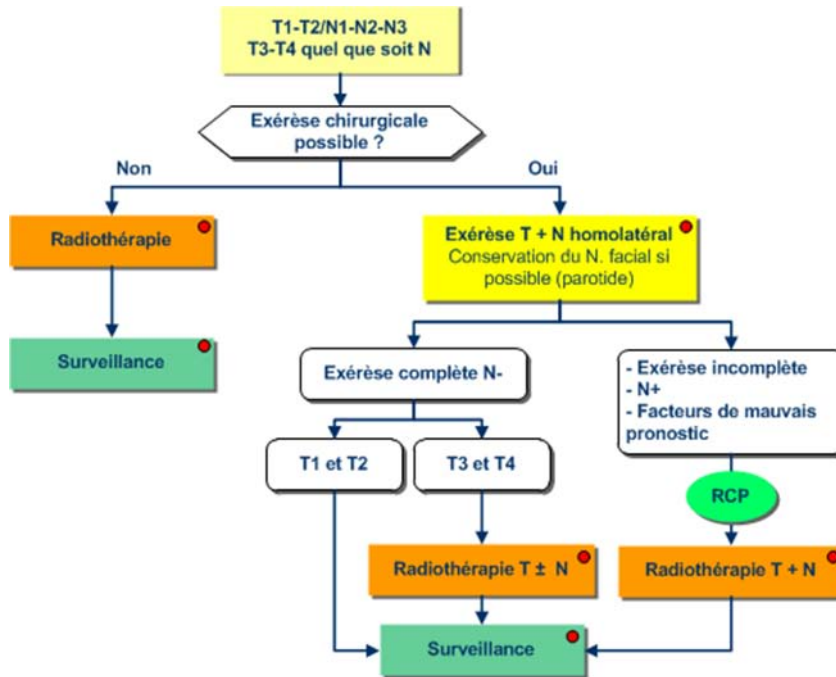 T1-T2/N1-N2-N3
T3-T4 quel que soit N
Exérèse chirurgicale
possible ?
Non
Oui
Radiothérapie
Exérèse T + N homolatéral
Conservation du N. facial si
possible (parotide)
Surveillance
Exérèse complète N-
- Exérèse incomplète
- N+
- Facteurs de mauvais
pronostic
T1 et T2
T3 et T4
RCP
Radiothérapie T ± N
Radiothérapie T + N
Surveillance